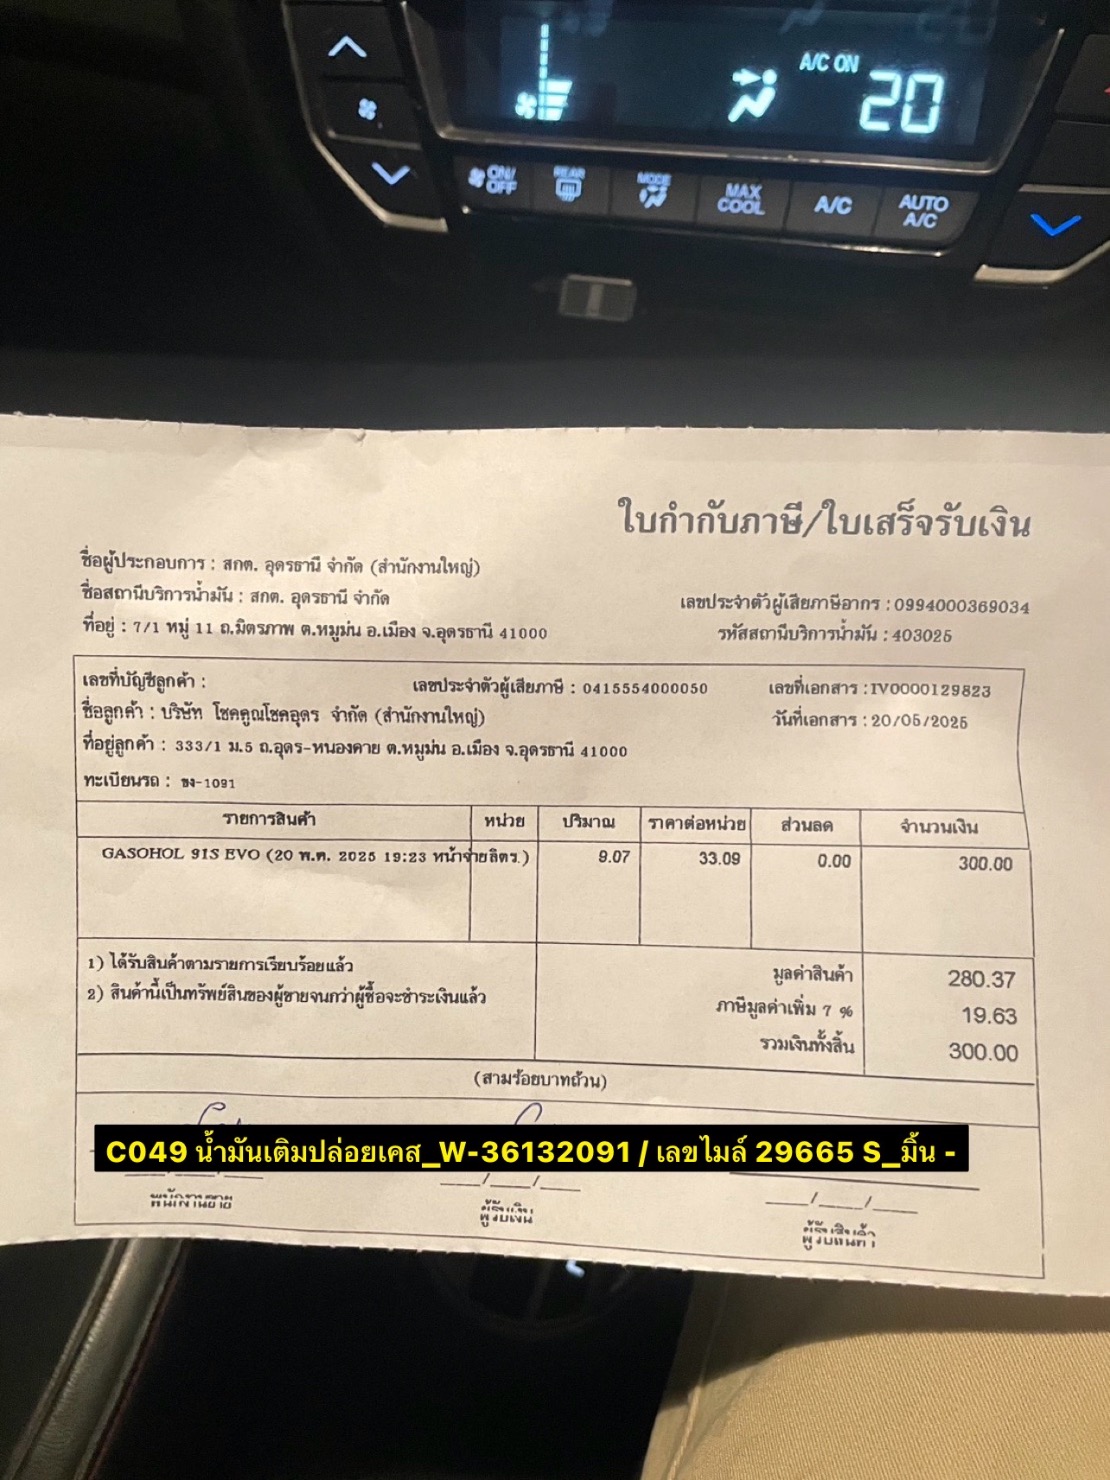 A/C ON
20
ON/OFF
REAR
MODE
MAX COOL
A/C
AUTO A/C
ใบกำกับภาษี/ใบเสร็จรับเงิน
ชื่อผู้ประกอบการ : สกต. อุดรธานี จำกัด (สำนักงานใหญ่)
ชื่อสถานีบริการน้ำมัน : สกต. อุดรธานี จำกัด
เลขประจำตัวผู้เสียภาษีอากร : 0994000369034
ที่อยู่ : 7/1 หมู่ 11 ถ.มิตรภาพ ต.หมูม่น อ.เมือง จ.อุดรธานี 41000
รหัสสถานีบริการน้ำมัน : 403025
เลขที่บัญชีลูกค้า :
เลขประจำตัวผู้เสียภาษี : 0415554000050
เลขที่เอกสาร : IV0000129823
ชื่อลูกค้า : บริษัท โชคคูณโชคอุดร จำกัด (สำนักงานใหญ่)
วันที่เอกสาร : 20/05/2025
ที่อยู่ลูกค้า : 333/1 ม.5 ถ.อุดร-หนองคาย ต.หมูม่น อ.เมือง จ.อุดรธานี 41000
ทะเบียนรถ : ขง-1091
รายการสินค้า หน่วย ปริมาณ ราคาต่อหน่วย ส่วนลด จำนวนเงิน
GASOHOL 91S EVO (20 พ.ค. 2025 19:23 หน้าจ่ายลิตร.) 9.07 33.09 0.00 300.00
1) ได้รับสินค้าตามรายการเรียบร้อยแล้ว
2) สินค้านี้เป็นทรัพย์สินของผู้ขายจนกว่าผู้ซื้อจะชำระเงินแล้ว
มูลค่าสินค้า 280.37
ภาษีมูลค่าเพิ่ม 7 % 19.63
รวมเงินทั้งสิ้น 300.00
(สามร้อยบาทถ้วน)
C049 น้ำมันเติมปล่อยเคส_W-36132091 / เลขไมล์ 29665 S_มิ้น -
พนักงานขาย
ผู้รับเงิน
ผู้รับสินค้า